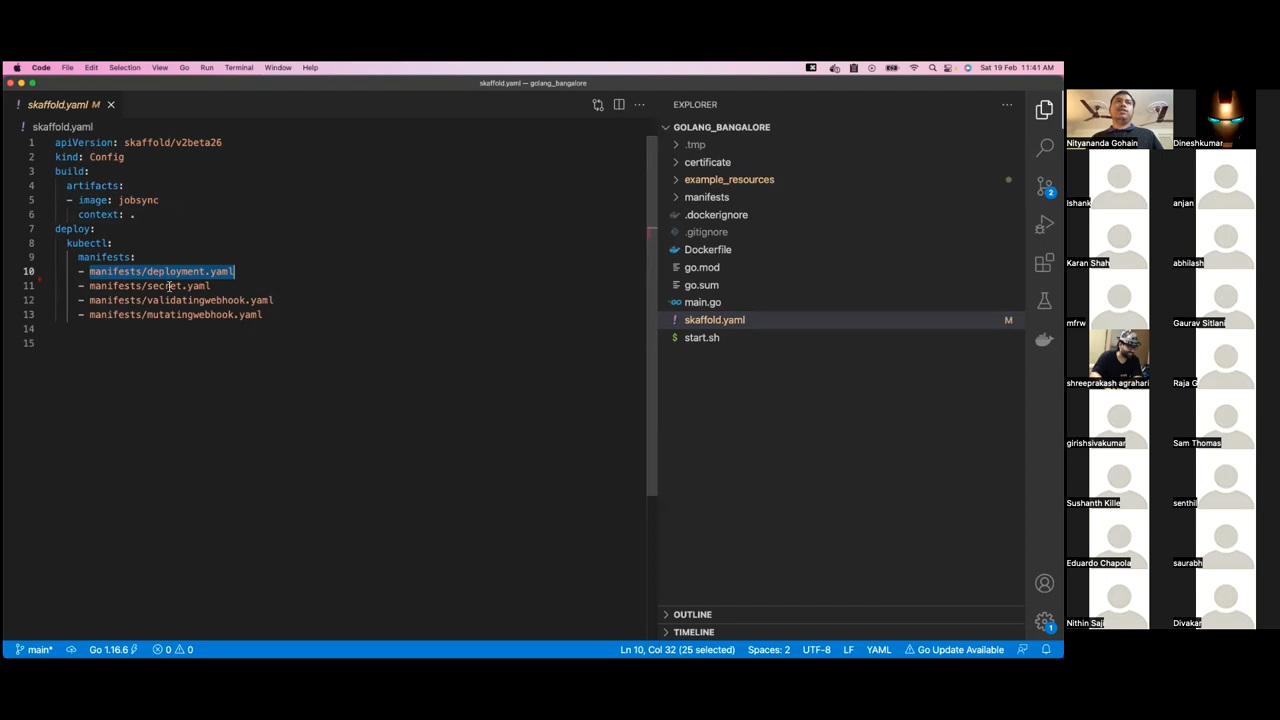 Code File Edit Selection View Go Run Terminal Window Help
Sat 19 Feb 11:41 AM
skaffold.yaml — golang_bangalore
! skaffold.yaml M ×
! skaffold.yaml
1 apiVersion: skaffold/v2beta26
2 kind: Config
3 build:
4 artifacts:
5 - image: jobsync
6 context: .
7 deploy:
8 kubectl:
9 manifests:
10 - manifests/deployment.yaml
11 - manifests/secret.yaml
12 - manifests/validatingwebhook.yaml
13 - manifests/mutatingwebhook.yaml
14
15
EXPLORER
GOLANG_BANGALORE
.tmp
certificate
example_resources
manifests
.dockerignore
.gitignore
Dockerfile
go.mod
go.sum
main.go
! skaffold.yaml M
$ start.sh
OUTLINE
TIMELINE
2
1
main* Go 1.16.6 0 0
Ln 10, Col 32 (25 selected) Spaces: 2 UTF-8 LF YAML Go Update Available
Nityananda Gohain
Dineshkumar
Ishank
anjan
Karan Shah
abhilash
mfrw
Gaurav Sitlani
shreeprakash agrahari
Raja G
girishsivakumar
Sam Thomas
Sushanth Kille
senthil
Eduardo Chapola
saurabh
Nithin Saji
Divakar